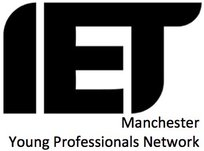 IET
Manchester
Young Professionals Network